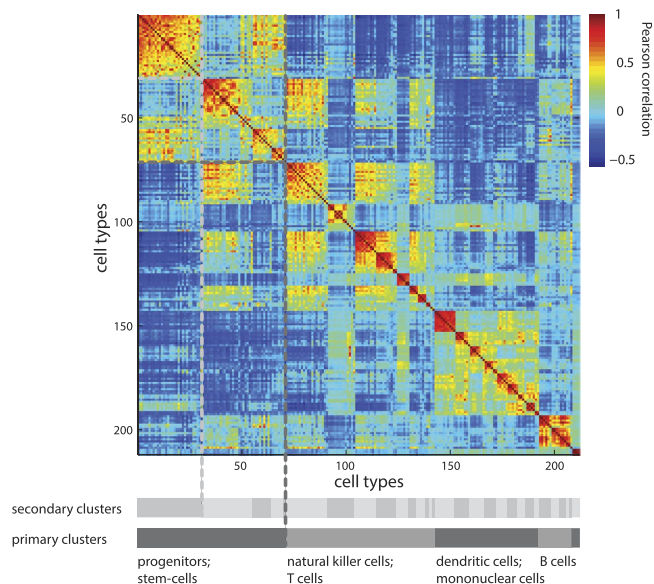 1
0.5
0
−0.5
Pearson correlation
50
100
150
200
cell types
50
100
150
200
cell types
secondary clusters
primary clusters
progenitors;
stem-cells
natural killer cells;
T cells
dendritic cells;
mononuclear cells
B cells